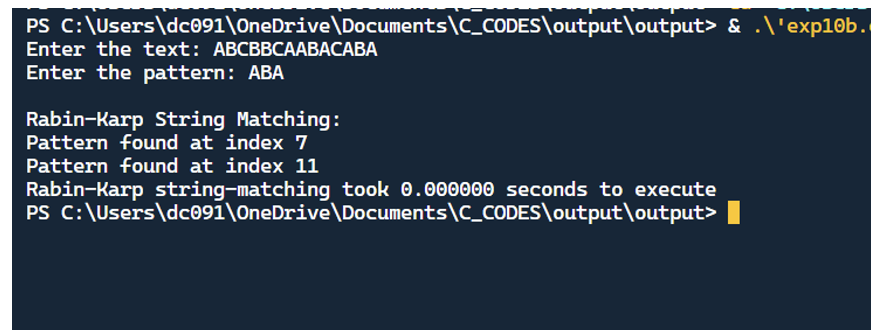 PS C:\Users\dc091\OneDrive\Documents\C_CODES\output\output> & .\'exp10b.
Enter the text: ABCBBCAABACABA
Enter the pattern: ABA

Rabin-Karp String Matching:
Pattern found at index 7
Pattern found at index 11
Rabin-Karp string-matching took 0.000000 seconds to execute
PS C:\Users\dc091\OneDrive\Documents\C_CODES\output\output>